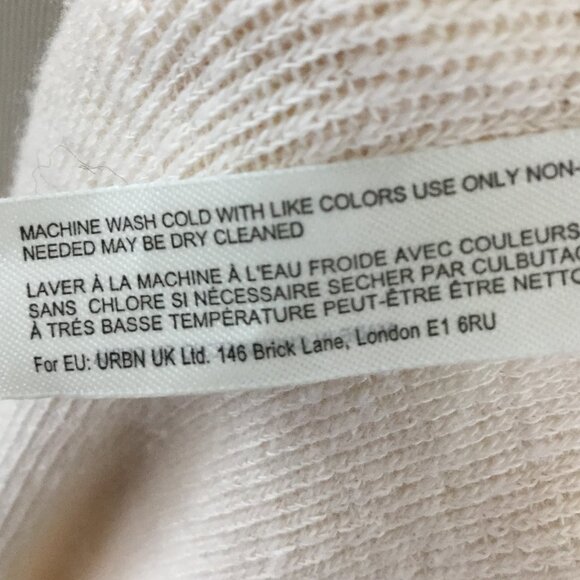 MACHINE WASH COLD WITH LIKE COLORS USE ONLY NON-
NEEDED MAY BE DRY CLEANED
LAVER À LA MACHINE À L'EAU FROIDE AVEC COULEURS
SANS CHLORE SI NÉCESSAIRE SECHER PAR CULBUTAG
À TRÉS BASSE TEMPÉRATURE PEUT-ÊTRE ÊTRE NETTO
For EU: URBN UK Ltd. 146 Brick Lane, London E1 6RU